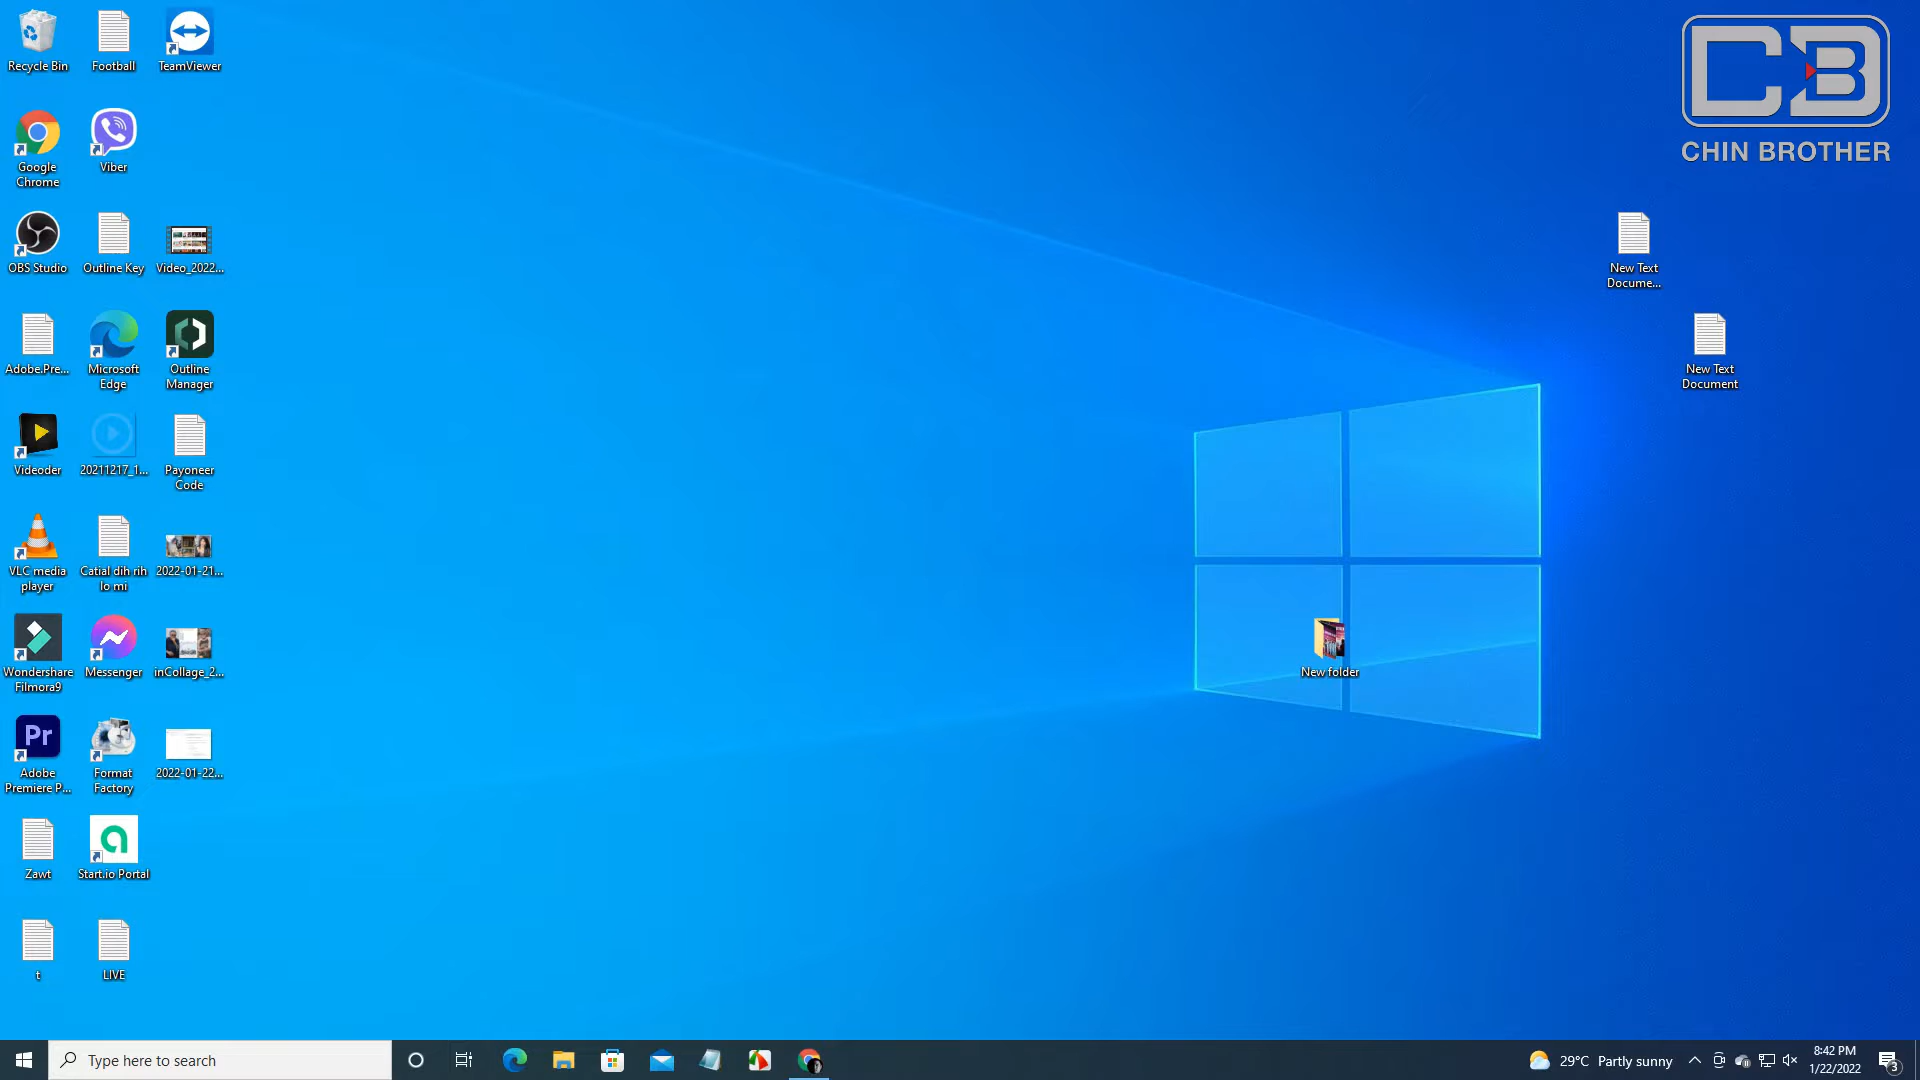 Recycle Bin
Football
TeamViewer
CB
CHIN BROTHER
Google
Chrome
Viber
OBS Studio
Outline Key
Video_2022...
New Text
Docume...
Adobe.Pre...
Microsoft
Edge
Outline
Manager
New Text
Document
Videoder
20211217_1...
Payoneer
Code
VLC media
player
Catial dih rih
lo mi
2022-01-21...
Wondershare
Filmora9
Messenger
inCollage_2...
New folder
Pr
Adobe
Premiere P...
Format
Factory
2022-01-22...
Zawt
Start.io Portal
t
LIVE
Type here to search
29°C Partly sunny
8:42 PM
1/22/2022
3